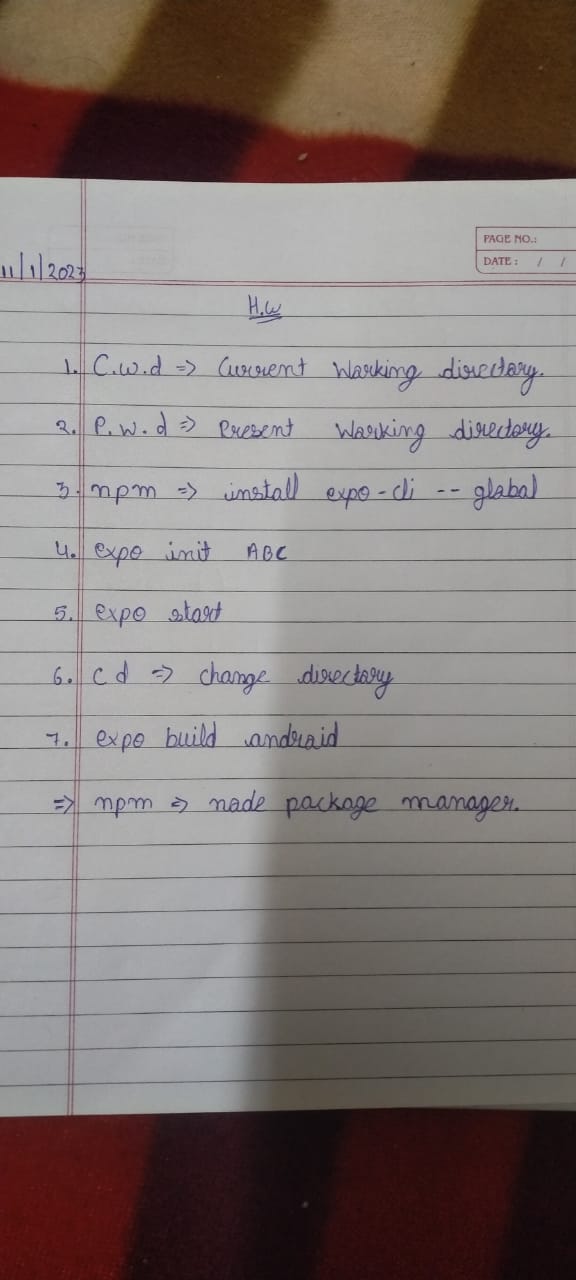 PAGE NO.:
DATE: / /
11/1/2023
H.W
1. C.w.d => Current Working directory.
2. P.w.d => Present Working directory.
3. npm => install expo-cli -- global
4. expo init ABC
5. expo start
6. cd => change directory
7. expo build android
=> npm => node package manager.